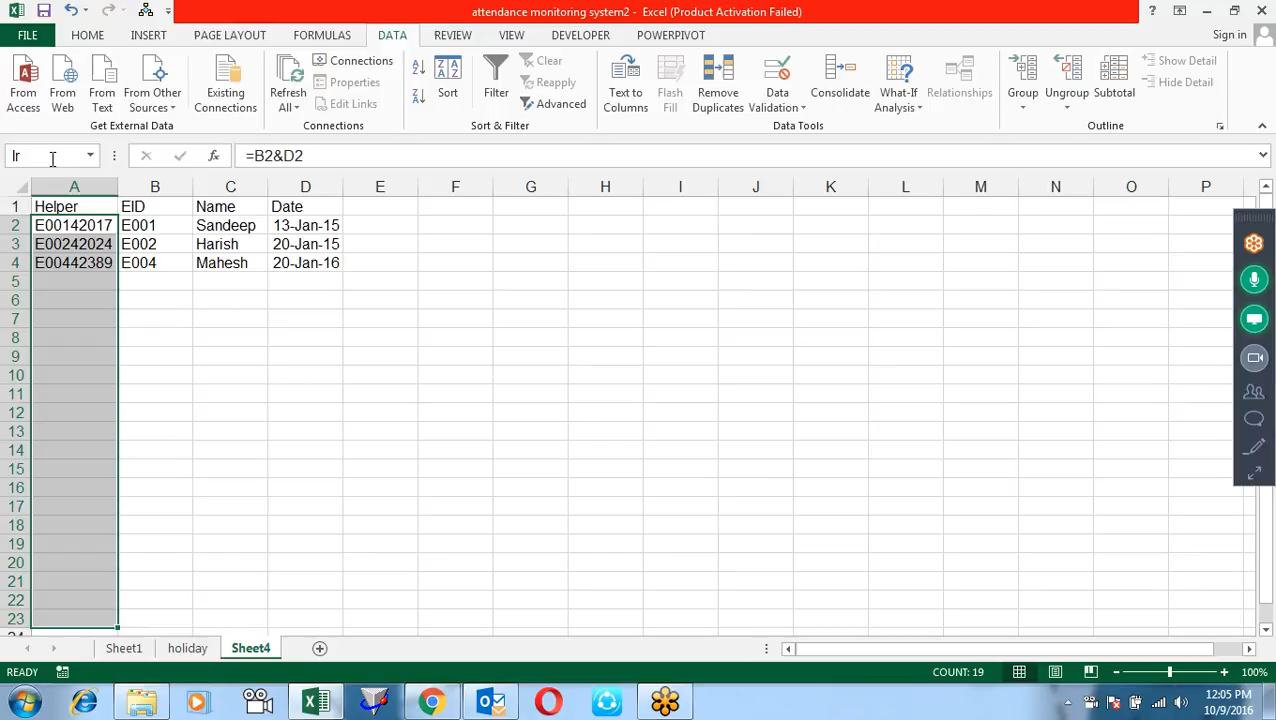 attendance monitoring system2 - Excel (Product Activation Failed)
FILE HOME INSERT PAGE LAYOUT FORMULAS DATA REVIEW VIEW DEVELOPER POWERPIVOT Sign in
From Access
From Web
From Text
From Other Sources
Existing Connections
Get External Data
Refresh All
Connections
Properties
Edit Links
Connections
Sort
Filter
Clear
Reapply
Advanced
Sort & Filter
Text to Columns
Flash Fill
Remove Duplicates
Data Validation
Consolidate
What-If Analysis
Relationships
Data Tools
Group
Ungroup
Subtotal
Show Detail
Hide Detail
Outline
lr =B2&D2
A B C D E F G H I J K L M N O P
1 Helper EID Name Date
2 E00142017 E001 Sandeep 13-Jan-15
3 E00242024 E002 Harish 20-Jan-15
4 E00442389 E004 Mahesh 20-Jan-16
5
6
7
8
9
10
11
12
13
14
15
16
17
18
19
20
21
22
23
24
Sheet1 holiday Sheet4
READY COUNT: 19 100%
12:05 PM
10/9/2016